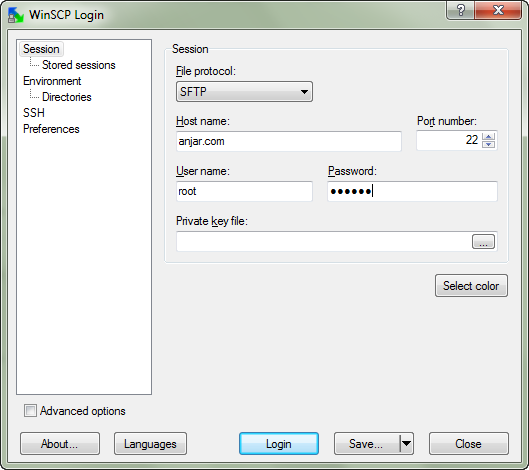 WinSCP Login
?
Session
Stored sessions
Environment
Directories
SSH
Preferences
Session
File protocol:
SFTP
Host name: Port number:
anjar.com 22
User name: Password:
root ●●●●●●
Private key file:
...
Select color
Advanced options
About... Languages Login Save... Close